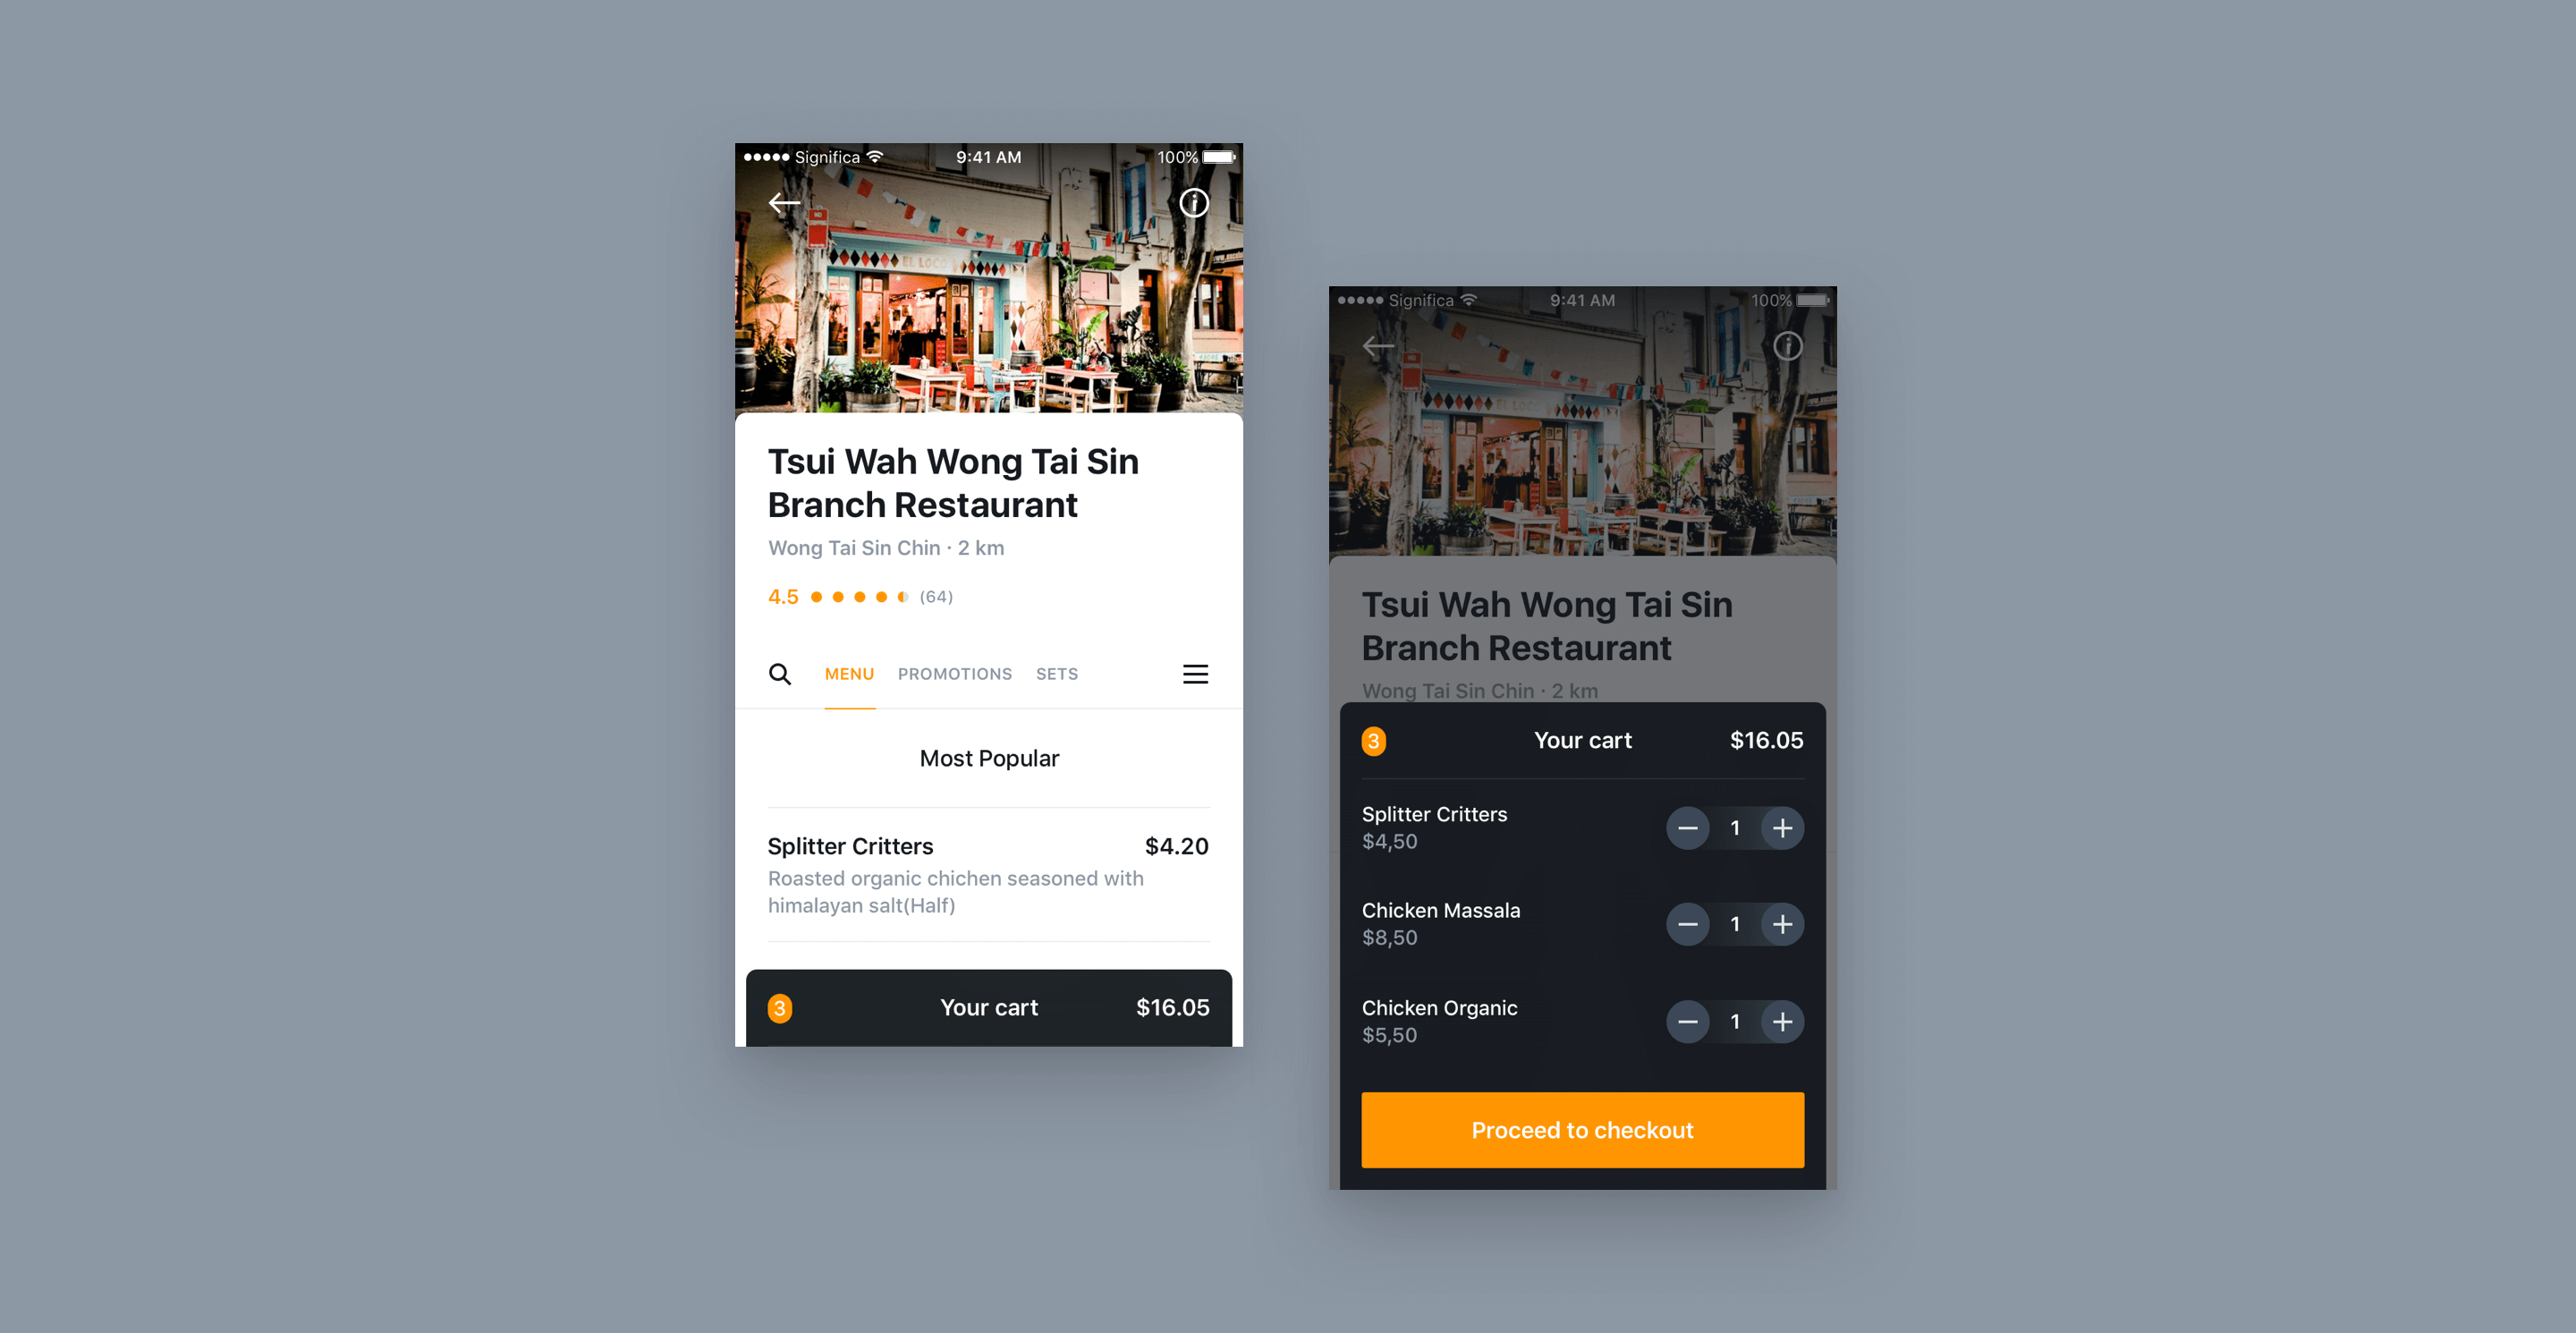 Significa 9:41 AM 100%
EL LOCO
Tsui Wah Wong Tai Sin
Branch Restaurant
Wong Tai Sin Chin · 2 km
4.5 (64)
MENU PROMOTIONS SETS
Most Popular
Splitter Critters $4.20
Roasted organic chichen seasoned with
himalayan salt(Half)
3 Your cart $16.05
Significa 9:41 AM 100%
EL LOCO
Tsui Wah Wong Tai Sin
Branch Restaurant
Wong Tai Sin Chin · 2 km
3 Your cart $16.05
Splitter Critters
$4,50
1
Chicken Massala
$8,50
1
Chicken Organic
$5,50
1
Proceed to checkout